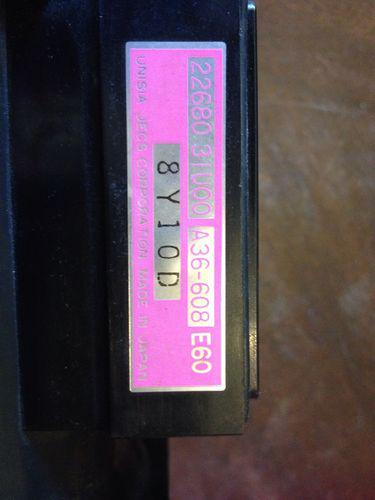 22680 31U00 A36-608 E60
8Y10D
UNISIA JECS CORPORATION MADE IN JAPAN